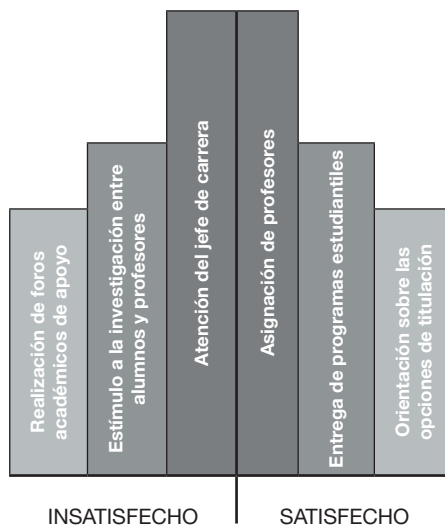 Realización de foros
académicos de apoyo
Estímulo a la investigación entre
alumnos y profesores
Atención del jefe de carrera
Asignación de profesores
Entrega de programas estudiantiles
Orientación sobre las
opciones de titulación
INSATISFECHO
SATISFECHO